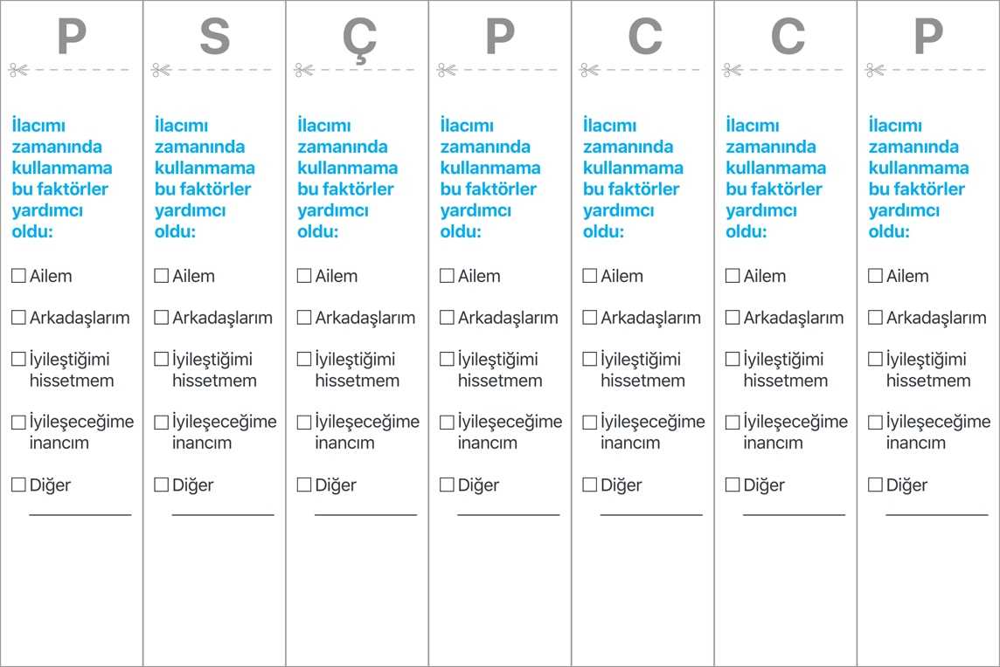 P
İlacımı
zamanında
kullanmama
bu faktörler
yardımcı
oldu:
Ailem
Arkadaşlarım
İyileştiğimi
hissetmem
İyileşeceğime
inancım
Diğer
S
İlacımı
zamanında
kullanmama
bu faktörler
yardımcı
oldu:
Ailem
Arkadaşlarım
İyileştiğimi
hissetmem
İyileşeceğime
inancım
Diğer
Ç
İlacımı
zamanında
kullanmama
bu faktörler
yardımcı
oldu:
Ailem
Arkadaşlarım
İyileştiğimi
hissetmem
İyileşeceğime
inancım
Diğer
P
İlacımı
zamanında
kullanmama
bu faktörler
yardımcı
oldu:
Ailem
Arkadaşlarım
İyileştiğimi
hissetmem
İyileşeceğime
inancım
Diğer
C
İlacımı
zamanında
kullanmama
bu faktörler
yardımcı
oldu:
Ailem
Arkadaşlarım
İyileştiğimi
hissetmem
İyileşeceğime
inancım
Diğer
C
İlacımı
zamanında
kullanmama
bu faktörler
yardımcı
oldu:
Ailem
Arkadaşlarım
İyileştiğimi
hissetmem
İyileşeceğime
inancım
Diğer
P
İlacımı
zamanında
kullanmama
bu faktörler
yardımcı
oldu:
Ailem
Arkadaşlarım
İyileştiğimi
hissetmem
İyileşeceğime
inancım
Diğer